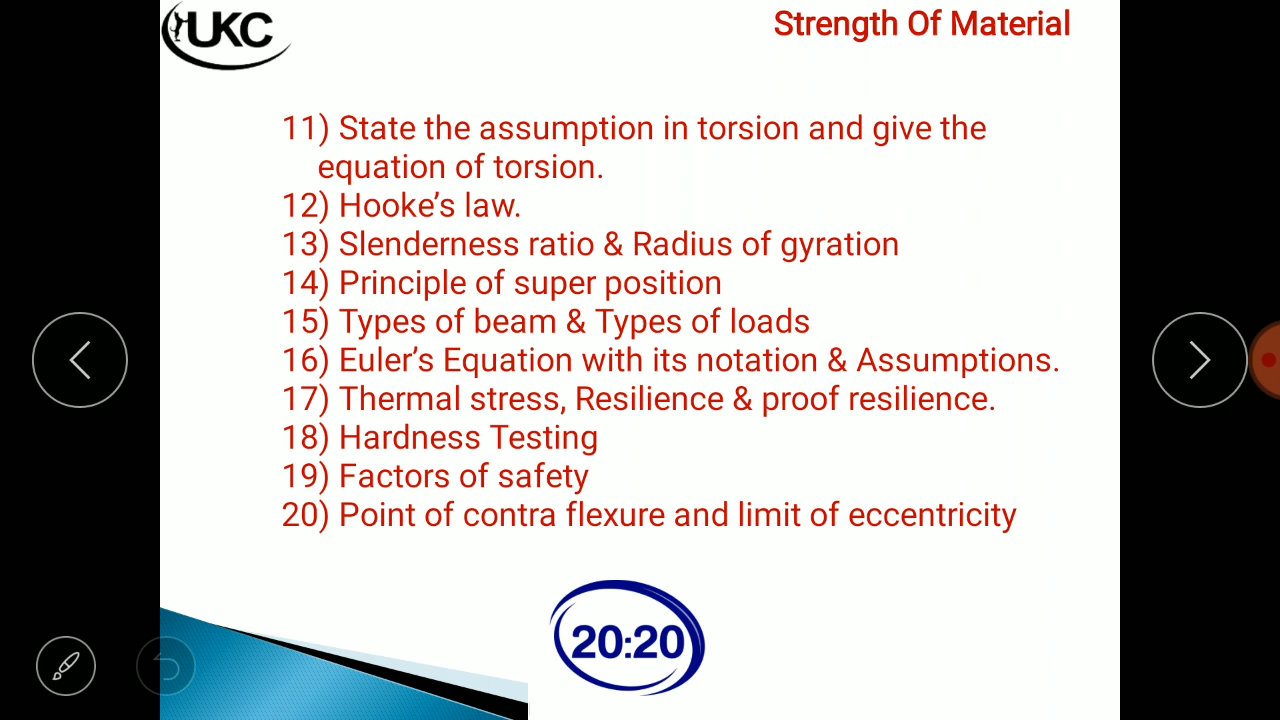 UKC
Strength Of Material
11) State the assumption in torsion and give the
equation of torsion.
12) Hooke’s law.
13) Slenderness ratio & Radius of gyration
14) Principle of super position
15) Types of beam & Types of loads
16) Euler’s Equation with its notation & Assumptions.
17) Thermal stress, Resilience & proof resilience.
18) Hardness Testing
19) Factors of safety
20) Point of contra flexure and limit of eccentricity
20:20